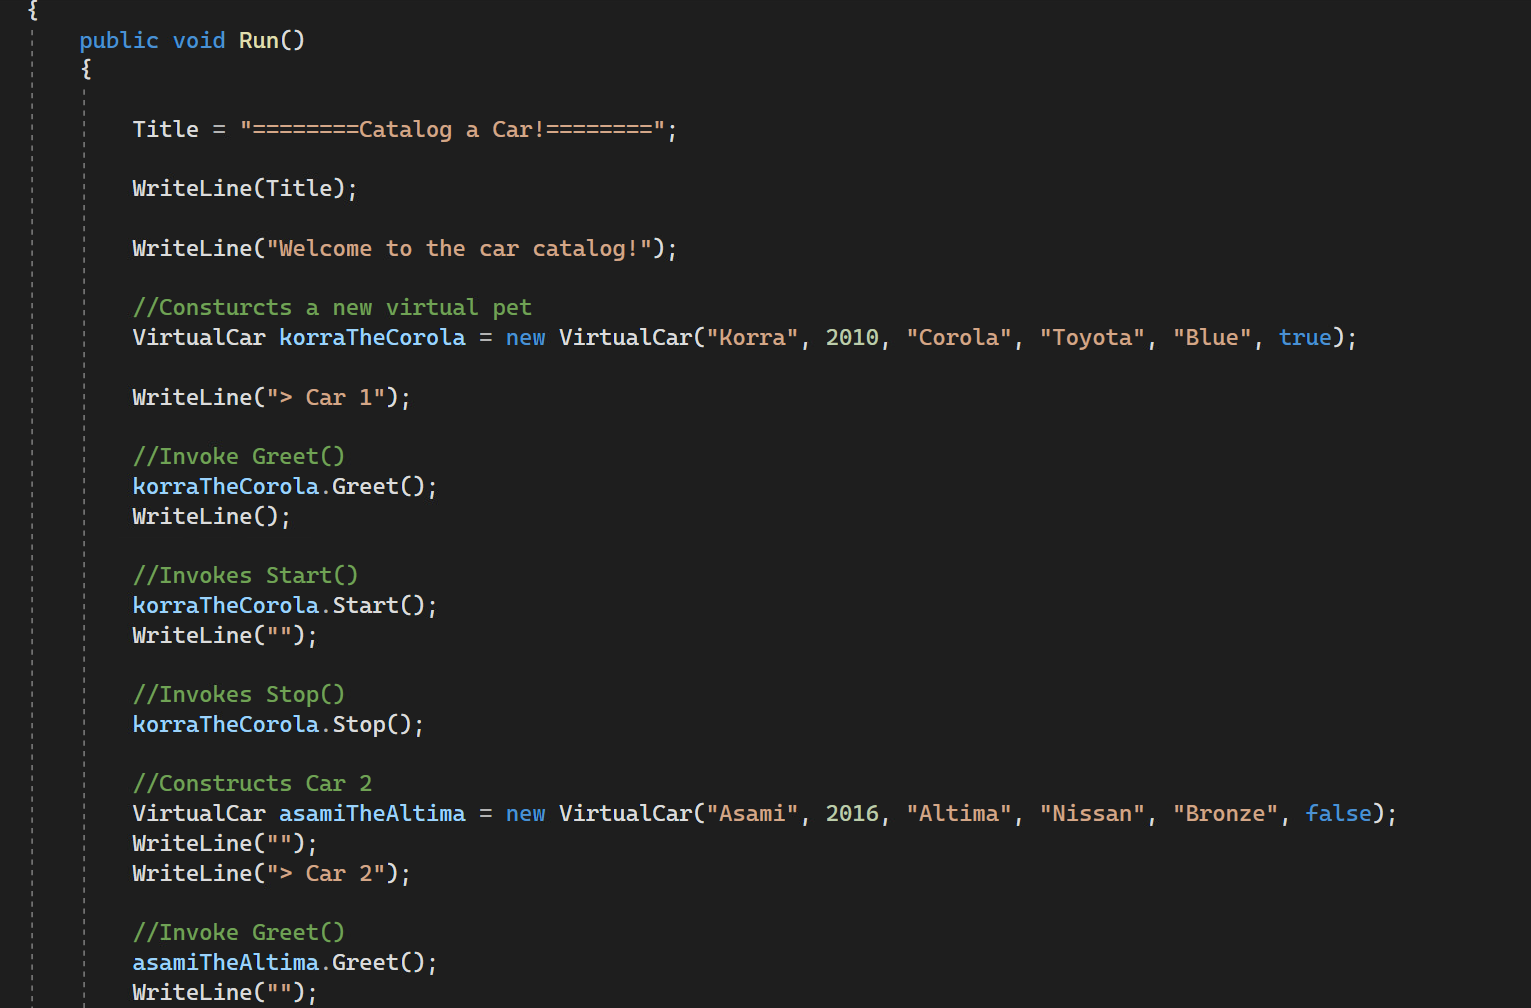 {
public void Run()
{
Title = "========Catalog a Car!========";
WriteLine(Title);
WriteLine("Welcome to the car catalog!");
//Consturcts a new virtual pet
VirtualCar korraTheCorola = new VirtualCar("Korra", 2010, "Corola", "Toyota", "Blue", true);
WriteLine("> Car 1");
//Invoke Greet()
korraTheCorola.Greet();
WriteLine();
//Invokes Start()
korraTheCorola.Start();
WriteLine("");
//Invokes Stop()
korraTheCorola.Stop();
//Constructs Car 2
VirtualCar asamiTheAltima = new VirtualCar("Asami", 2016, "Altima", "Nissan", "Bronze", false);
WriteLine("");
WriteLine("> Car 2");
//Invoke Greet()
asamiTheAltima.Greet();
WriteLine("");